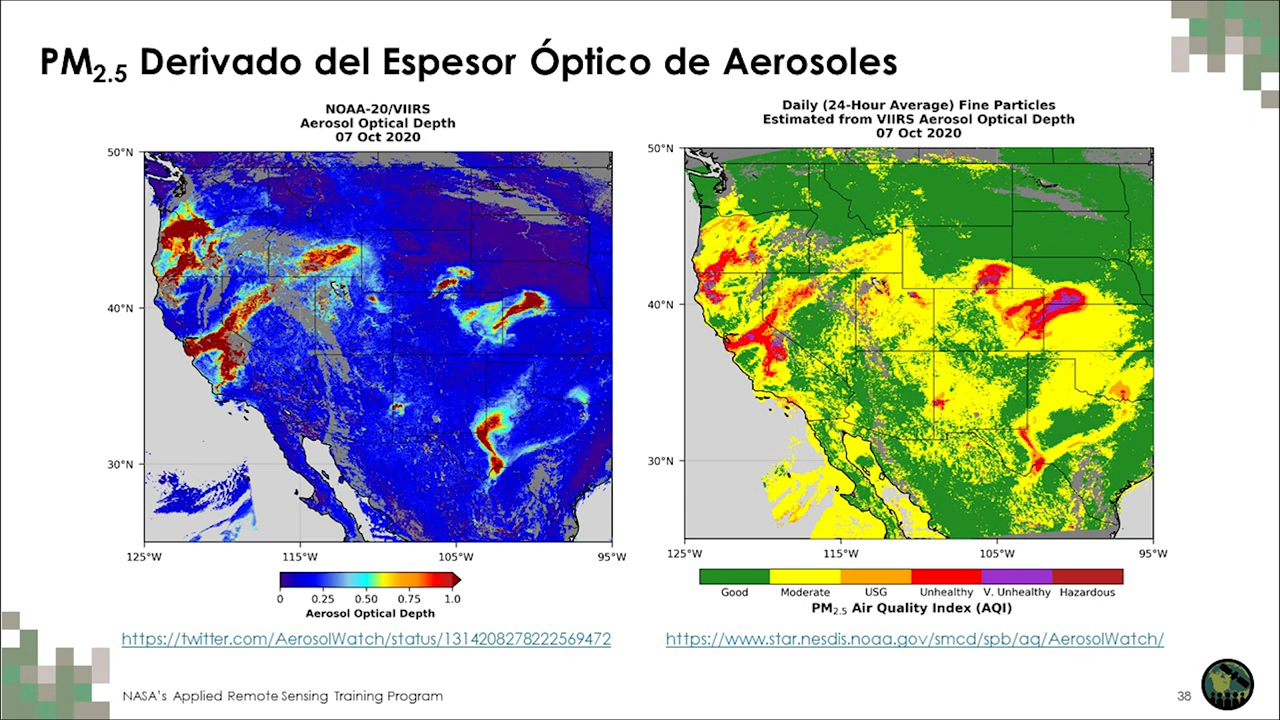 PM2.5 Derivado del Espesor Óptico de Aerosoles
NOAA-20/VIIRS
Aerosol Optical Depth
07 Oct 2020
50°N
40°N
30°N
125°W
115°W
105°W
95°W
0
0.25
0.50
0.75
1.0
Aerosol Optical Depth
https://twitter.com/AerosolWatch/status/1314208278222569472
Daily (24-Hour Average) Fine Particles
Estimated from VIIRS Aerosol Optical Depth
07 Oct 2020
50°N
40°N
30°N
125°W
115°W
105°W
95°W
Good
Moderate
USG
Unhealthy
V. Unhealthy
Hazardous
PM2.5 Air Quality Index (AQI)
https://www.star.nesdis.noaa.gov/smcd/spb/aq/AerosolWatch/
NASA's Applied Remote Sensing Training Program
38